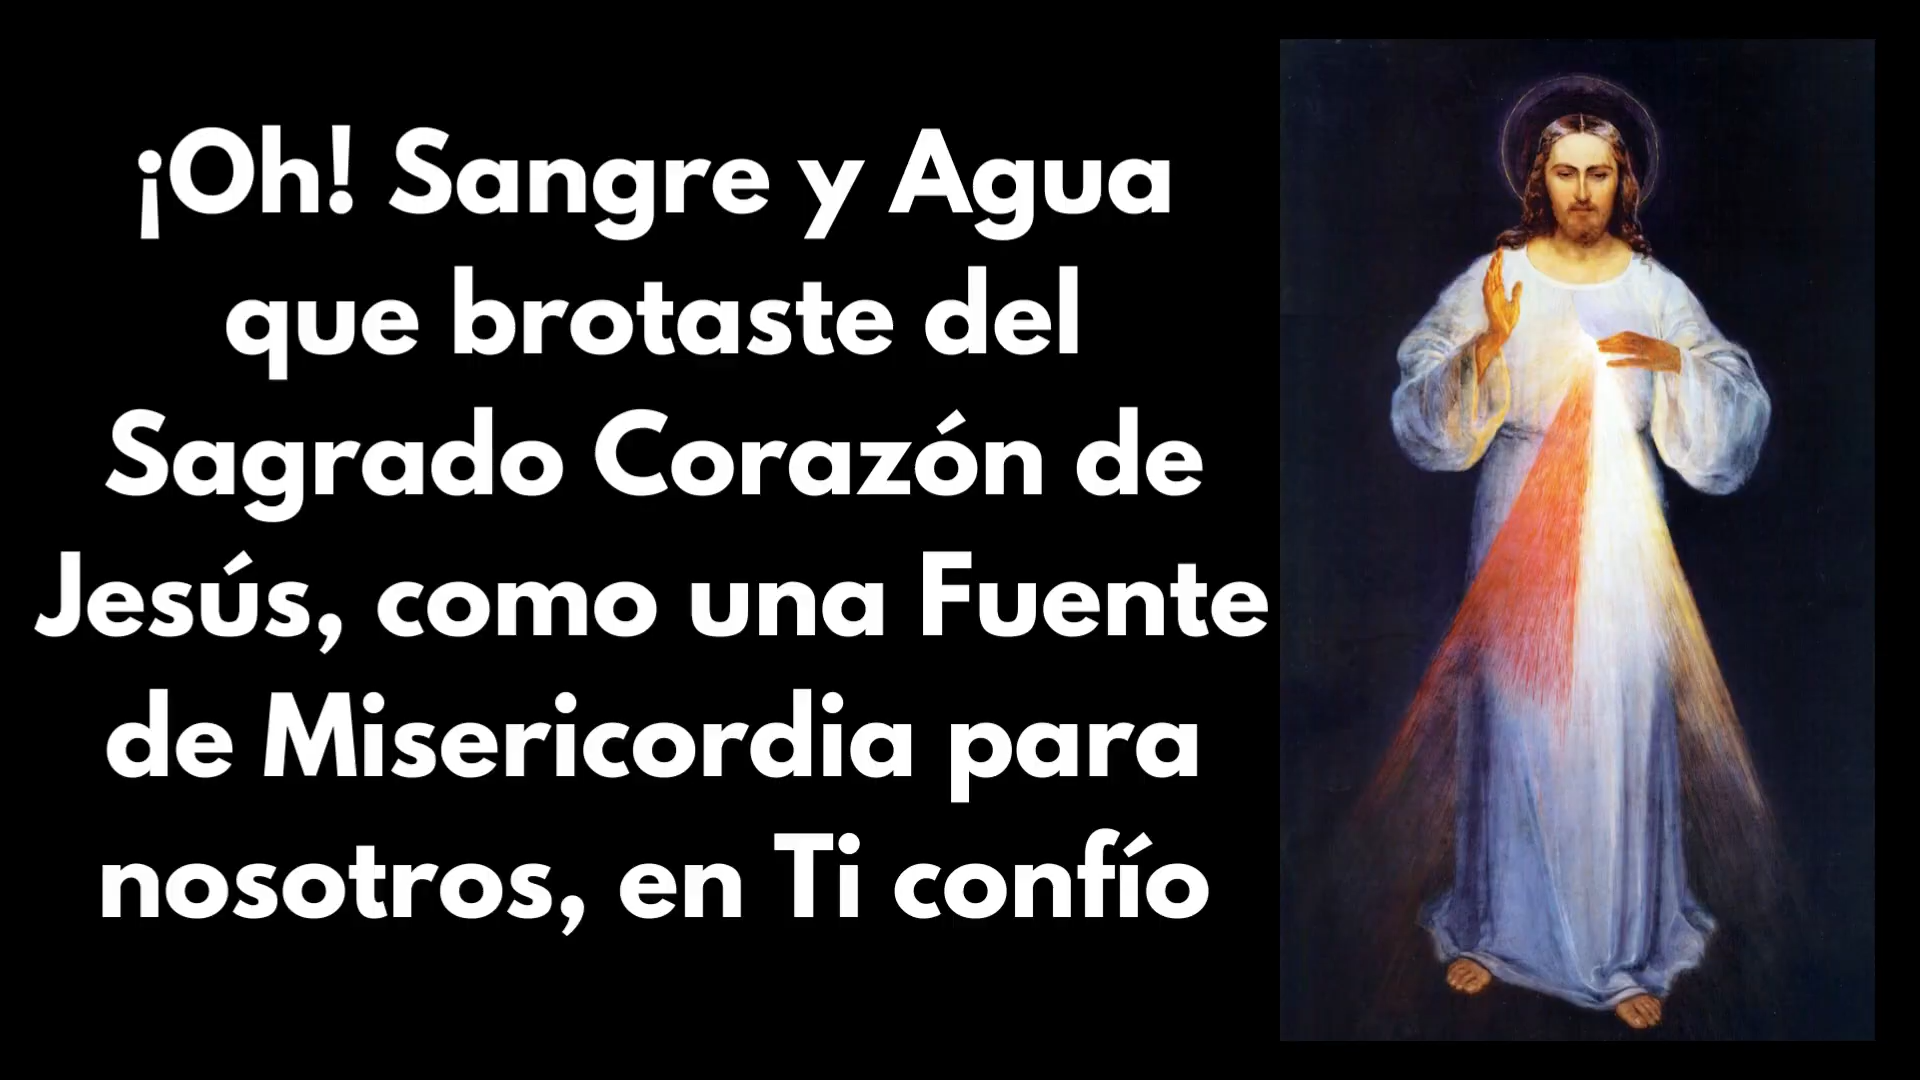 ¡Oh! Sangre y Agua
que brotaste del
Sagrado Corazón de
Jesús, como una Fuente
de Misericordia para
nosotros, en Ti confío